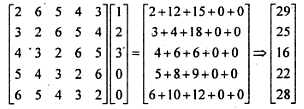 [2 6 5 4 3] [1] [2+12+15+0+0] [29]
[3 2 6 5 4] [2] [3+4+18+0+0] [25]
[4 3 2 6 5] [3] = [4+6+6+0+0] ⇒ [16]
[5 4 3 2 6] [0] [5+8+9+0+0] [22]
[6 5 4 3 2] [0] [6+10+12+0+0] [28]